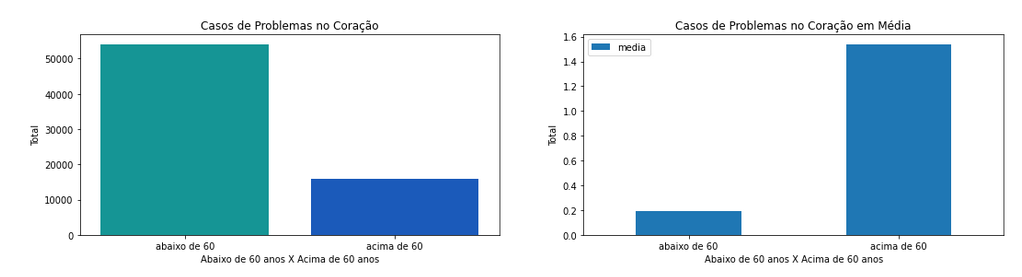 Casos de Problemas no Coração
50000
40000
30000
20000
10000
0
Total
abaixo de 60
acima de 60
Abaixo de 60 anos X Acima de 60 anos
Casos de Problemas no Coração em Média
media
1.6
1.4
1.2
1.0
0.8
0.6
0.4
0.2
0.0
Total
abaixo de 60
acima de 60
Abaixo de 60 anos X Acima de 60 anos